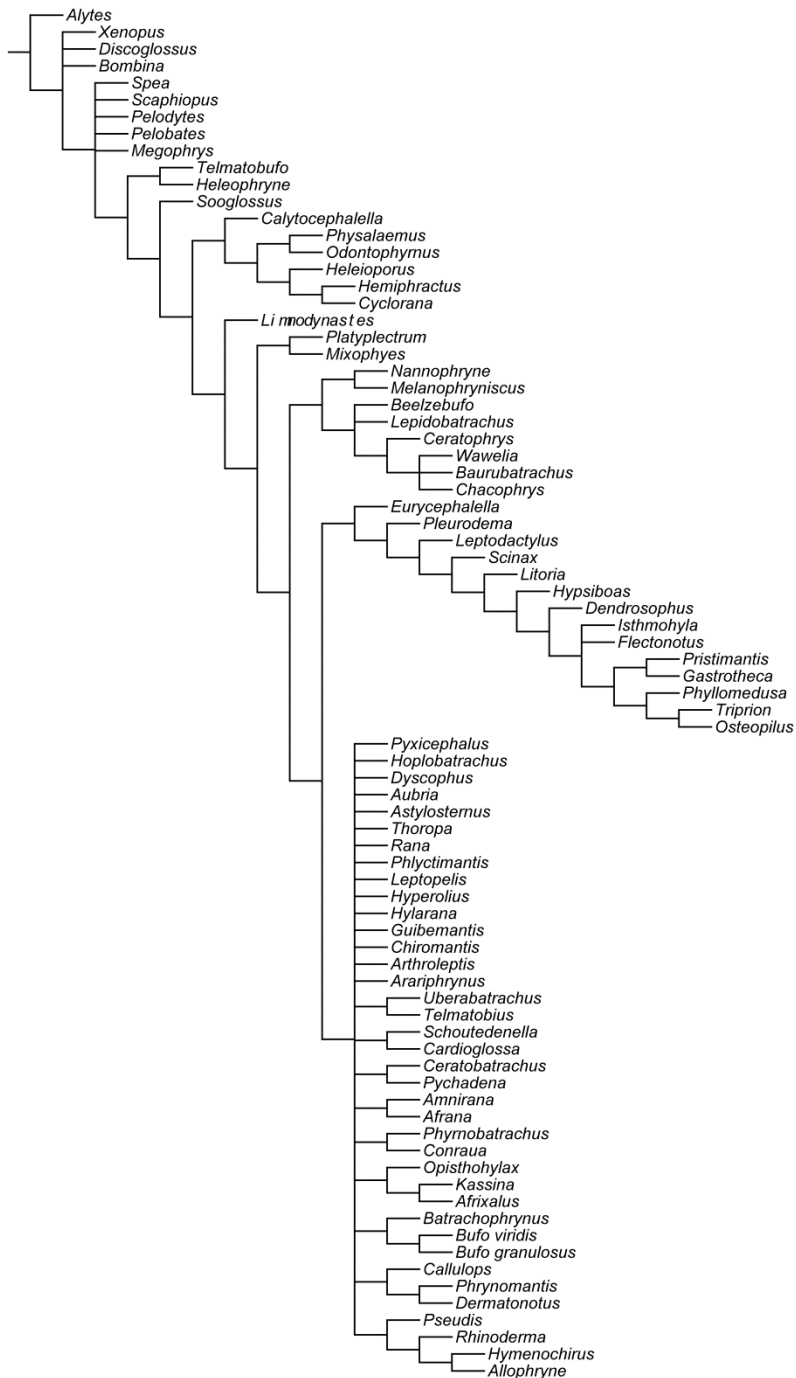 Alytes
Xenopus
Discoglossus
Bombina
Spea
Scaphiopus
Pelodytes
Pelobates
Megophrys
Telmatobufo
Heleophryne
Sooglossus
Calytocephalella
Physalaemus
Odontophyrnus
Heleioporus
Hemiphractus
Cyclorana
Limnodynastes
Platyplectrum
Mixophyes
Nannophryne
Melanophryniscus
Beelzebufo
Lepidobatrachus
Ceratophrys
Wawelia
Baurubatrachus
Chacophrys
Eurycephalella
Pleurodema
Leptodactylus
Scinax
Litoria
Hypsiboas
Dendrosophus
Isthmohyla
Flectonotus
Pristimantis
Gastrotheca
Phyllomedusa
Triprion
Osteopilus
Pyxicephalus
Hoplobatrachus
Dyscophus
Aubria
Astylosternus
Thoropa
Rana
Phlyctimantis
Leptopelis
Hyperolius
Hylarana
Guibemantis
Chiromantis
Arthroleptis
Arariphrynus
Uberabatrachus
Telmatobius
Schoutedenella
Cardioglossa
Ceratobatrachus
Pychadena
Amnirana
Afrana
Phyrnobatrachus
Conraua
Opisthohylax
Kassina
Afrixalus
Batrachophrynus
Bufo viridis
Bufo granulosus
Callulops
Phrynomantis
Dermatonotus
Pseudis
Rhinoderma
Hymenochirus
Allophryne